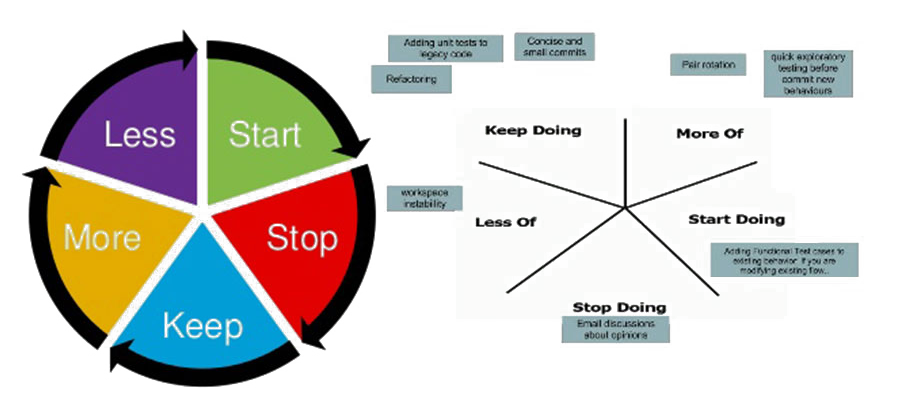 Less
Start
More
Stop
Keep
Adding unit tests to
legacy code
Concise and
small commits
Refactoring
Pair rotation
quick exploratory
testing before
commit new
behaviours
Keep Doing
More Of
workspace
instability
Less Of
Start Doing
Adding Functional Test cases to
existing behavior if you are
modifying existing flow..
Stop Doing
Email discussions
about opinions